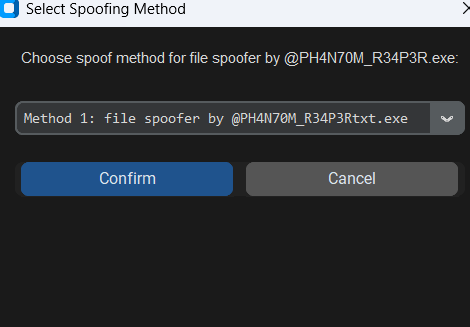 Select Spoofing Method
Choose spoof method for file spoofer by @PH4N70M_R34P3R.exe:
Method 1: file spoofer by @PH4N70M_R34P3Rtxt.exe
Confirm
Cancel